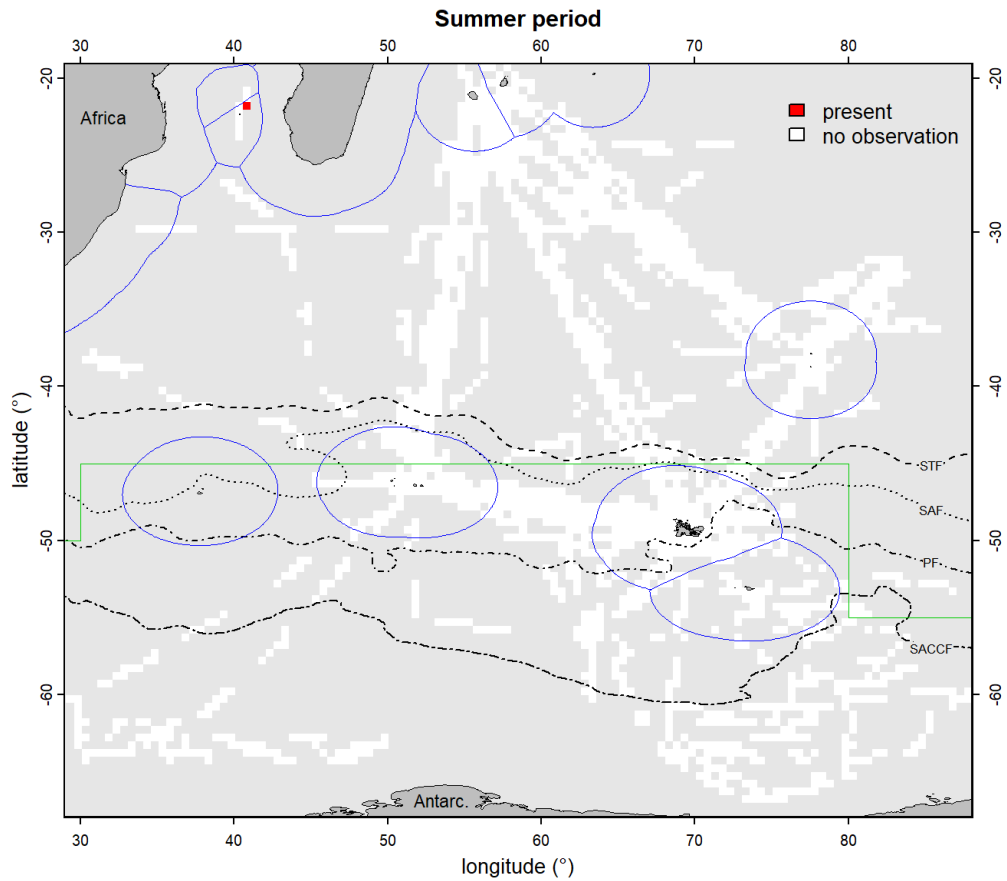 Summer period
30 40 50 60 70 80
-20 -20
Africa
present
no observation
-30 -30
latitude (°)
-40 -40
STF
SAF
-50 -50
PF
SACCF
-60 -60
Antarc.
30 40 50 60 70 80
longitude (°)